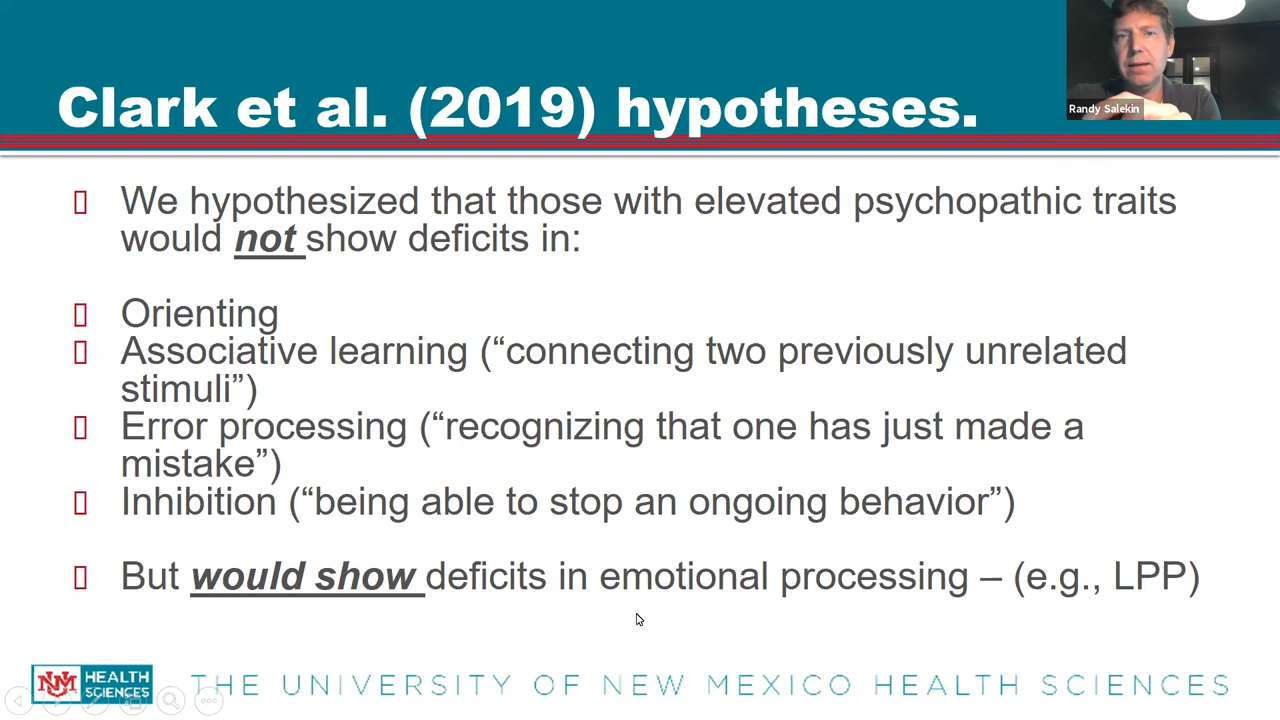 Clark et al. (2019) hypotheses.
Randy Salekin
We hypothesized that those with elevated psychopathic traits
would not show deficits in:
Orienting
Associative learning (“connecting two previously unrelated
stimuli”)
Error processing (“recognizing that one has just made a
mistake”)
Inhibition (“being able to stop an ongoing behavior”)
But would show deficits in emotional processing – (e.g., LPP)
UNM HEALTH
SCIENCES
THE UNIVERSITY OF NEW MEXICO HEALTH SCIENCES